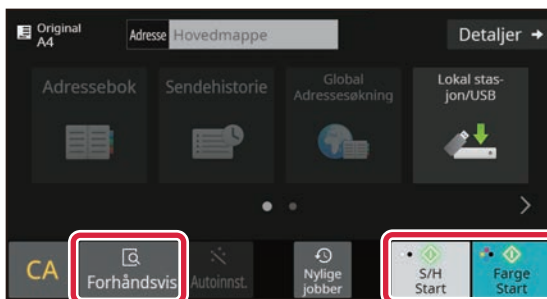 Original
A4
Adresse Hovedmappe
Detaljer
Adressebok
Sendehistorie
Global
Adressesøkning
Lokal stas-
jon/USB
CA
Forhåndsvis
Autoinnst.
Nylige
jobber
S/H
Start
Farge
Start